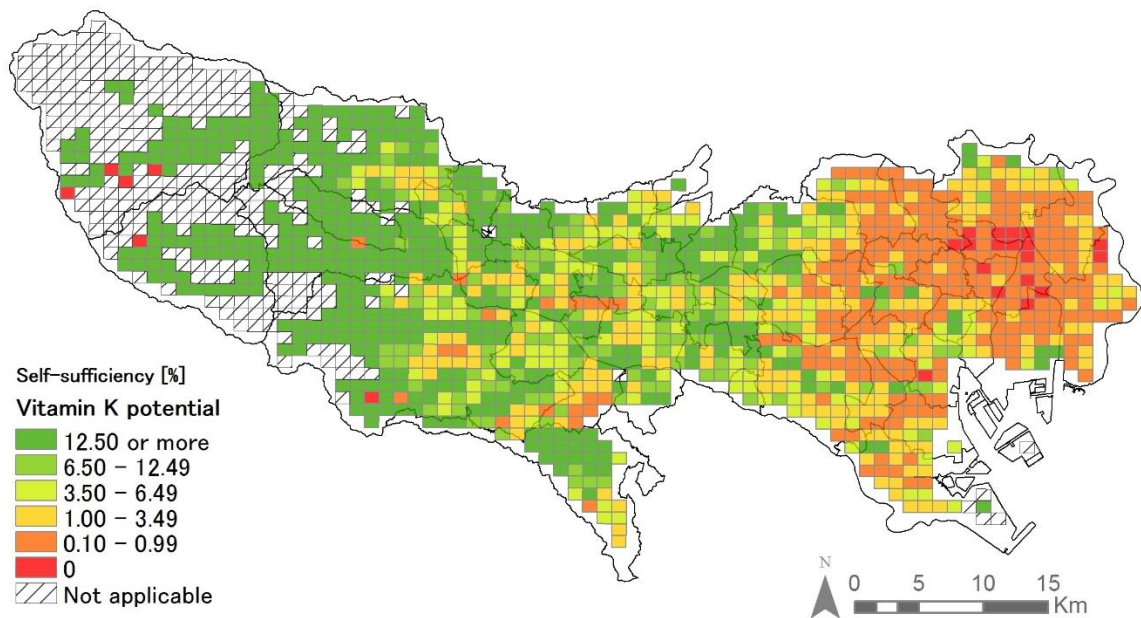 Self-sufficiency [%]
Vitamin K potential
12.50 or more
6.50 - 12.49
3.50 - 6.49
1.00 - 3.49
0.10 - 0.99
0
Not applicable
N
0 5 10 15
Km